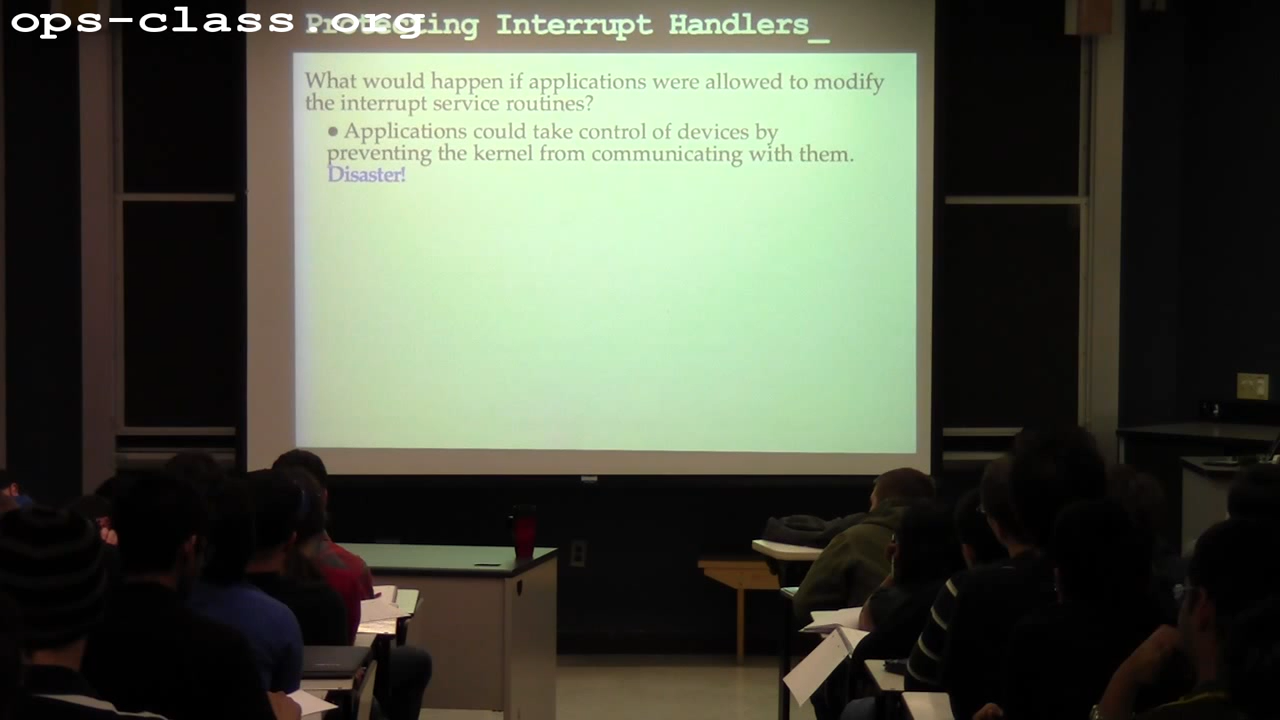 ops-class.org
Protecting Interrupt Handlers_
What would happen if applications were allowed to modify
the interrupt service routines?
● Applications could take control of devices by
preventing the kernel from communicating with them.
Disaster!